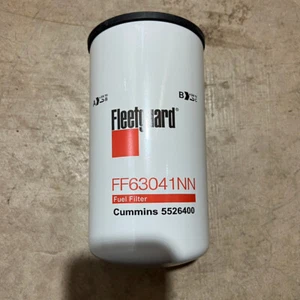 A
B
Fleetguard
FF63041NN
Fuel Filter
Cummins 5526400